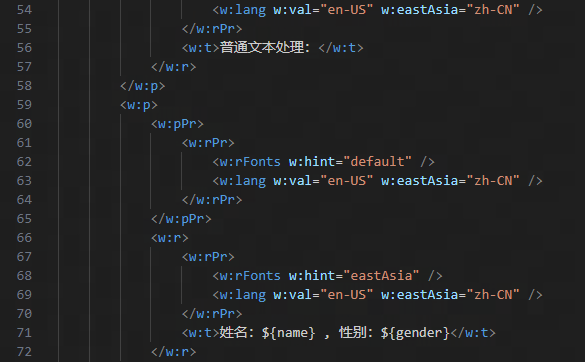 54 <w:lang w:val="en-US" w:eastAsia="zh-CN" />
55 </w:rPr>
56 <w:t>普通文本处理：</w:t>
57 </w:r>
58 </w:p>
59 <w:p>
60 <w:pPr>
61 <w:rPr>
62 <w:rFonts w:hint="default" />
63 <w:lang w:val="en-US" w:eastAsia="zh-CN" />
64 </w:rPr>
65 </w:pPr>
66 <w:r>
67 <w:rPr>
68 <w:rFonts w:hint="eastAsia" />
69 <w:lang w:val="en-US" w:eastAsia="zh-CN" />
70 </w:rPr>
71 <w:t>姓名：${name} , 性别：${gender}</w:t>
72 </w:r>